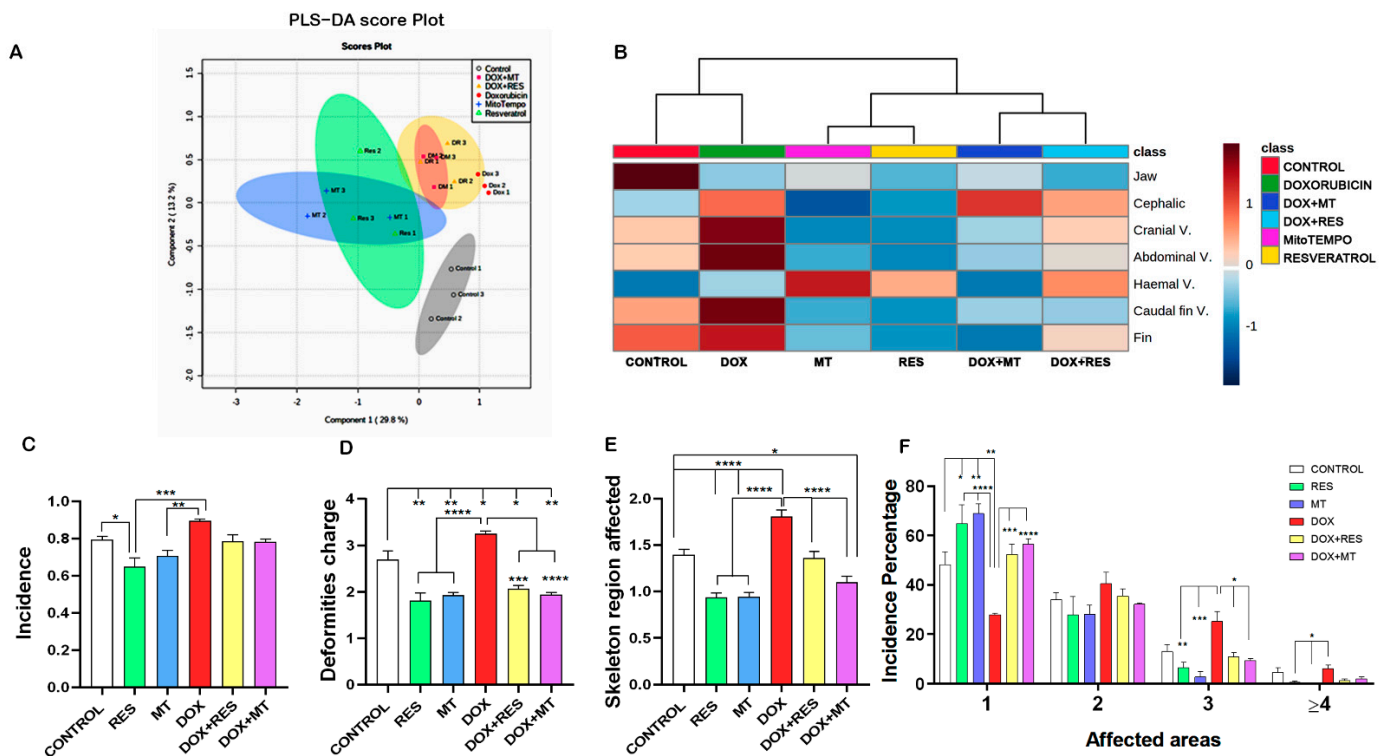 PLS-DA score Plot
A
Scores Plot
Control
DOX+MT
DOX+RES
Doxorubicin
MitoTempo
Resveratrol
Component 2 ( 13.2 %)
1.5
1.0
0.5
0.0
-0.5
-1.0
-1.5
-2.0
Res 2
DR 3
DM 2
DM 3
DR 1
Dox 3
DR 2
Dox 2
DM 1
Dox 1
MT 3
MT 2
Res 3
MT 1
Res 1
Control 1
Control 3
Control 2
-3
-2
-1
0
1
Component 1 ( 29.8 %)
B
class
Jaw
Cephalic
Cranial V.
Abdominal V.
Haemal V.
Caudal fin V.
Fin
CONTROL
DOX
MT
RES
DOX+MT
DOX+RES
1
0
-1
class
CONTROL
DOXORUBICIN
DOX+MT
DOX+RES
MitoTEMPO
RESVERATROL
C
Incidence
1.0
0.8
0.6
0.4
0.2
0.0
*
***
**
CONTROL
RES
MT
DOX
DOX+RES
DOX+MT
D
Deformities charge
4
3
2
1
0
**
**
*
*
**
****
***
****
CONTROL
RES
MT
DOX
DOX+RES
DOX+MT
E
Skeleton region affected
2.0
1.5
1.0
0.5
0.0
*
****
****
****
CONTROL
RES
MT
DOX
DOX+RES
DOX+MT
F
Incidence Percentage
80
60
40
20
0
**
*
**
****
***
****
**
***
*
*
1
2
3
≥4
Affected areas
CONTROL
RES
MT
DOX
DOX+RES
DOX+MT